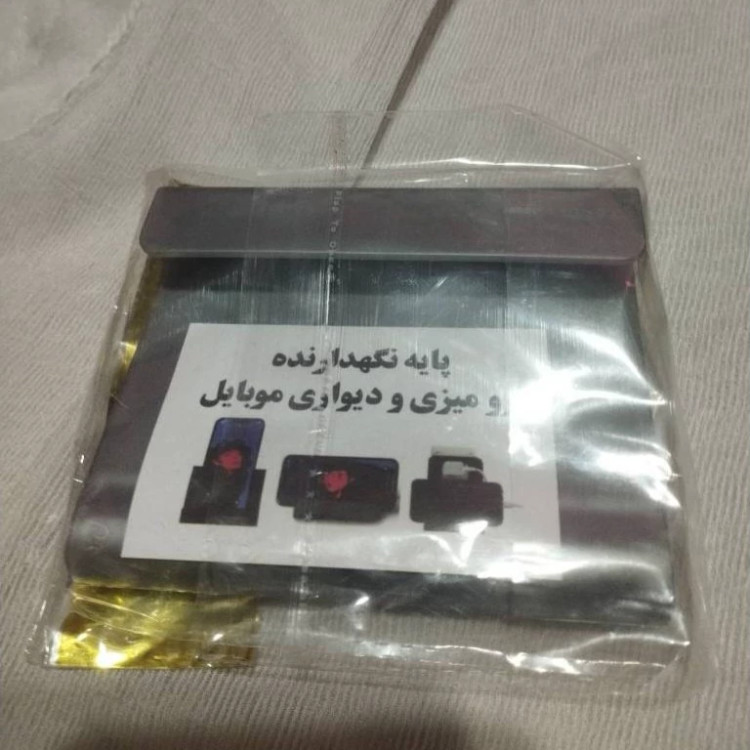 پایه نگهدارنده
رو میزی و دیواری موبایل